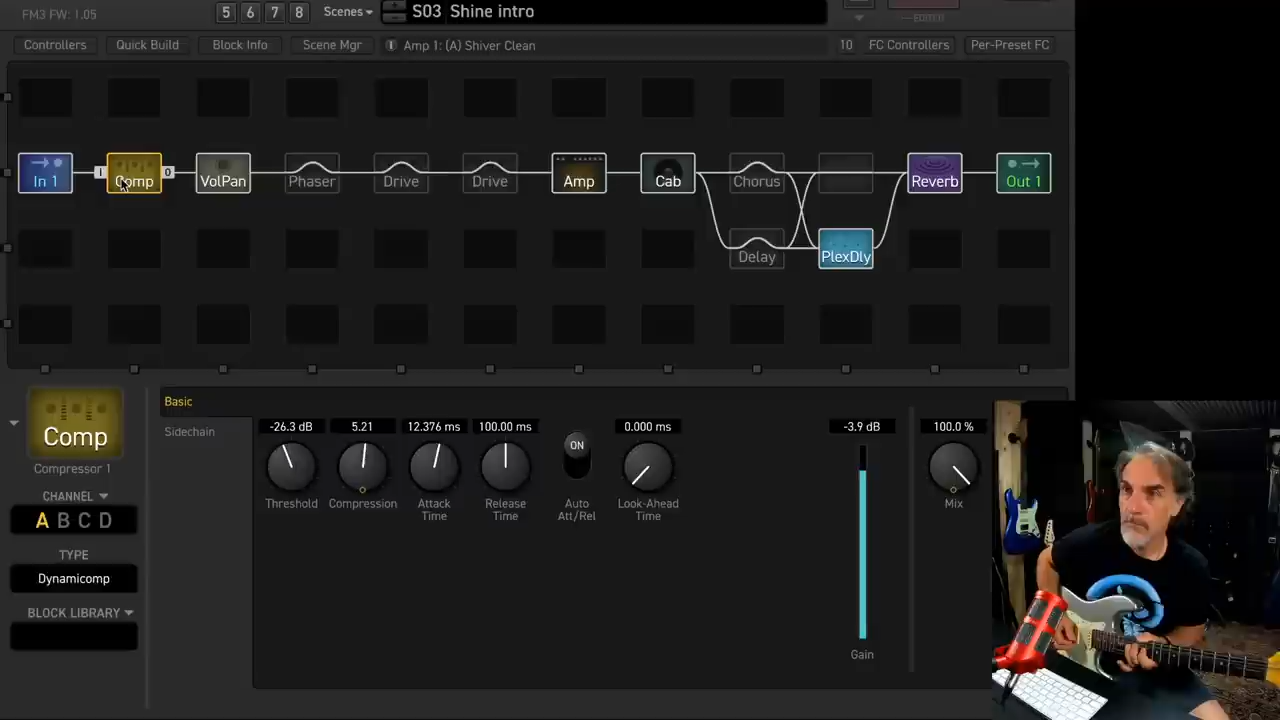 FM3 FW: 1.05
5 6 7 8 Scenes S03 Shine intro
EDITED
Controllers Quick Build Block Info Scene Mgr Amp 1: (A) Shiver Clean 10 FC Controllers Per-Preset FC
In 1 I Comp O VolPan Phaser Drive Drive Amp Cab Chorus Reverb Out 1
Delay PlexDly
Basic
Sidechain
-26.3 dB 5.21 12.376 ms 100.00 ms 0.000 ms -3.9 dB 100.0 %
ON
Threshold Compression Attack Time Release Time Auto Att/Rel Look-Ahead Time Mix
Gain
Comp
Compressor 1
CHANNEL
A B C D
TYPE
Dynamicomp
BLOCK LIBRARY